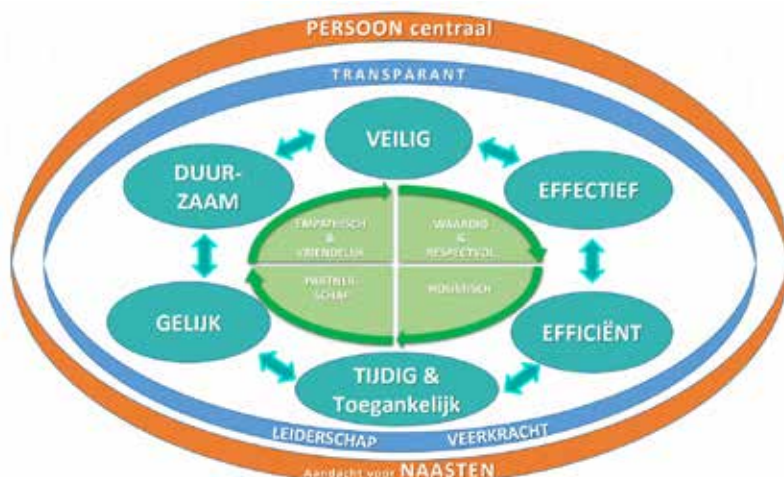 PERSOON centraal
TRANSPARANT
VEILIG
DUUR-
ZAAM
EFFECTIEF
EMPATHISCH
&
VRIENDELIJK
WAARDIG
&
RESPECTVOL
PARTNER
SCHAP
HOLISTISCH
GELIJK
EFFICIËNT
TIJDIG &
Toegankelijk
LEIDERSCHAP
VEERKRACHT
Aandacht voor NAASTEN